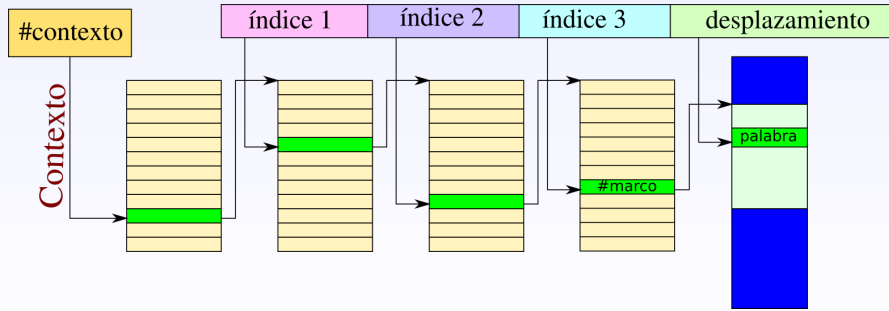 #contexto
índice 1
índice 2
índice 3
desplazamiento
Contexto
#marco
palabra